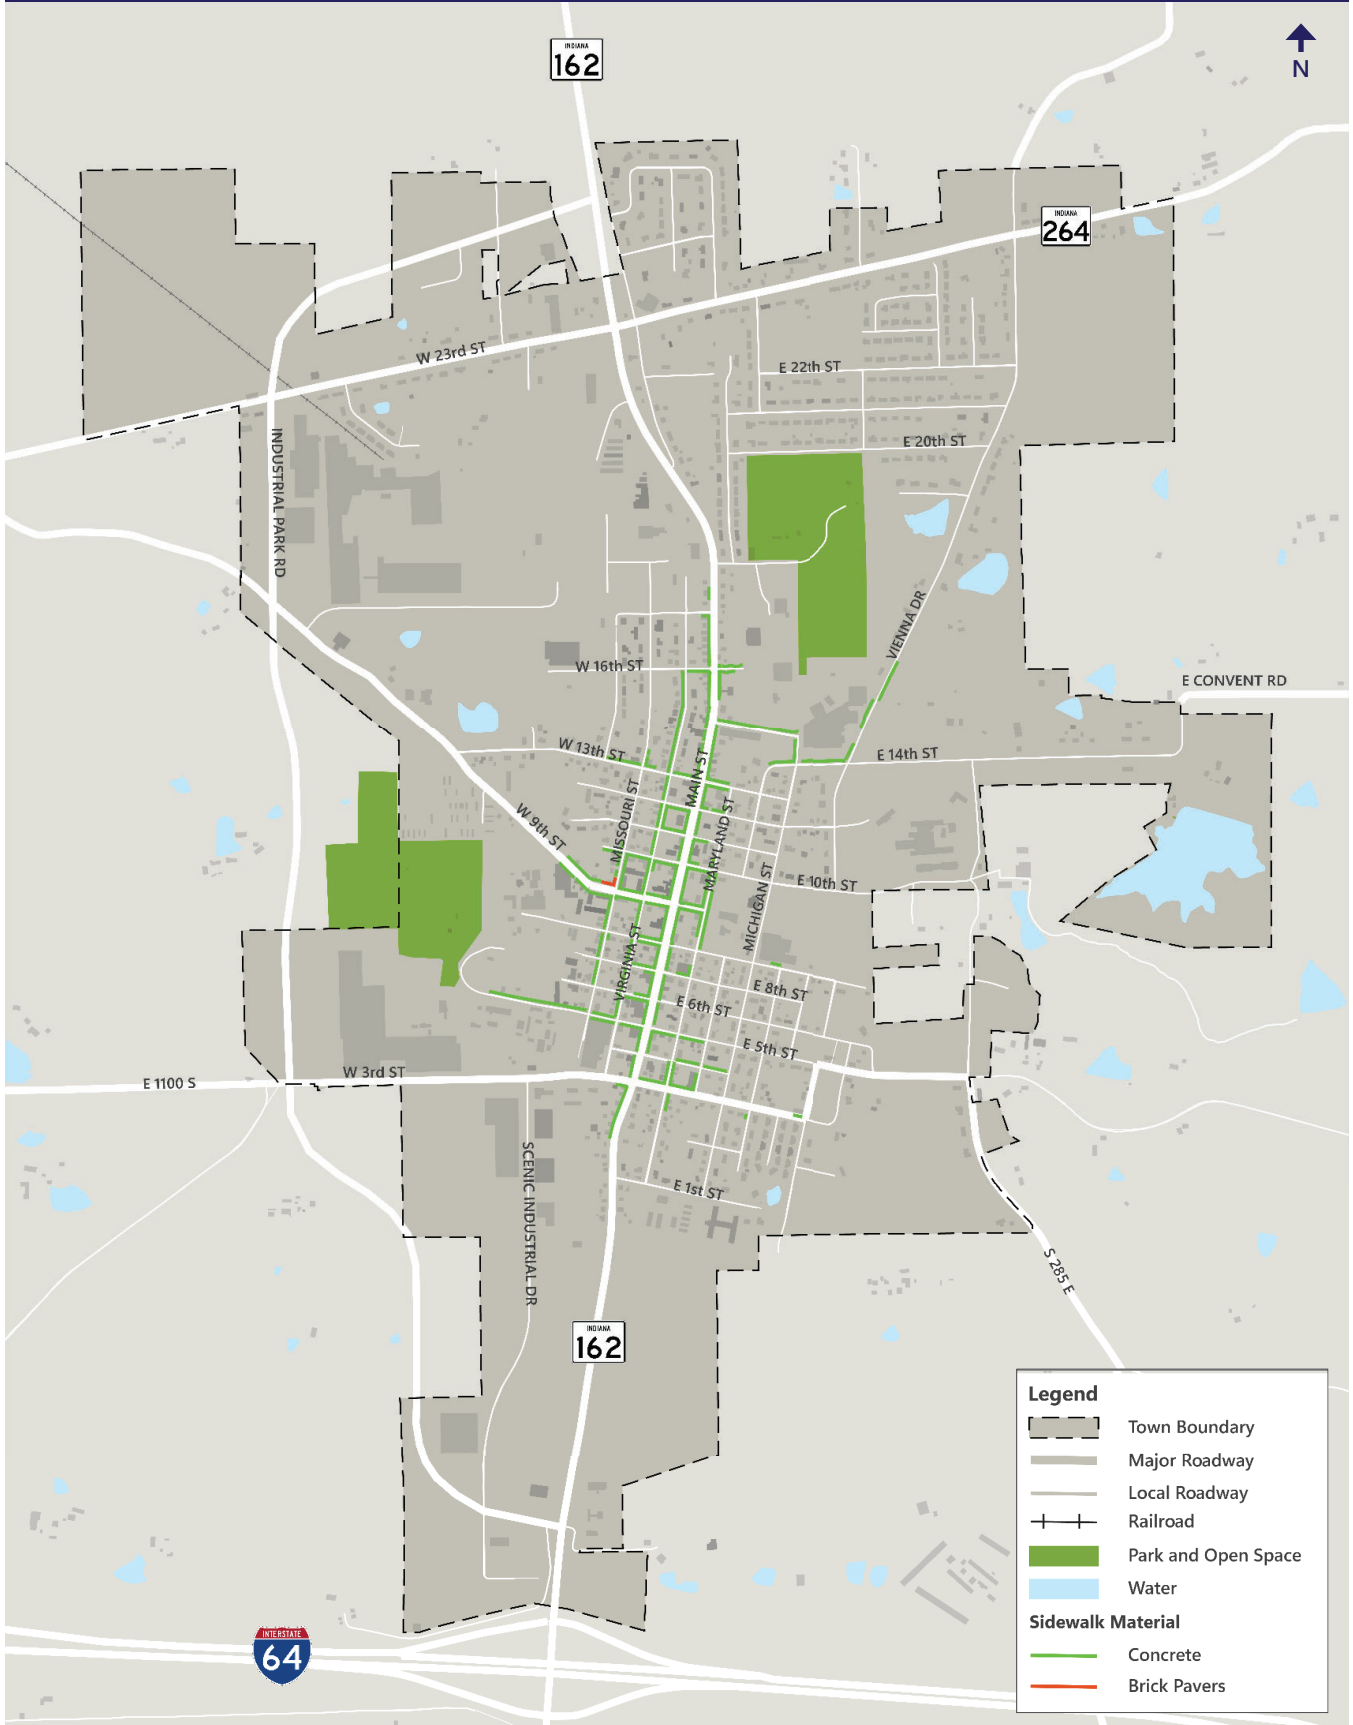 INDIANA
162
N
INDIANA
264
W 23rd ST
E 22th ST
E 20th ST
INDUSTRIAL PARK RD
VIENNA DR
W 16th ST
E CONVENT RD
W 13th ST
MAIN ST
E 14th ST
MISSOURI ST
MARYLAND ST
W 9th ST
E 10th ST
MICHIGAN ST
VIRGINIA ST
E 8th ST
E 6th ST
E 5th ST
W 3rd ST
E 1100 S
SCENIC INDUSTRIAL DR
E 1st ST
S 285 E
INDIANA
162
Legend
Town Boundary
Major Roadway
Local Roadway
Railroad
Park and Open Space
Water
Sidewalk Material
Concrete
Brick Pavers
INTERSTATE
64